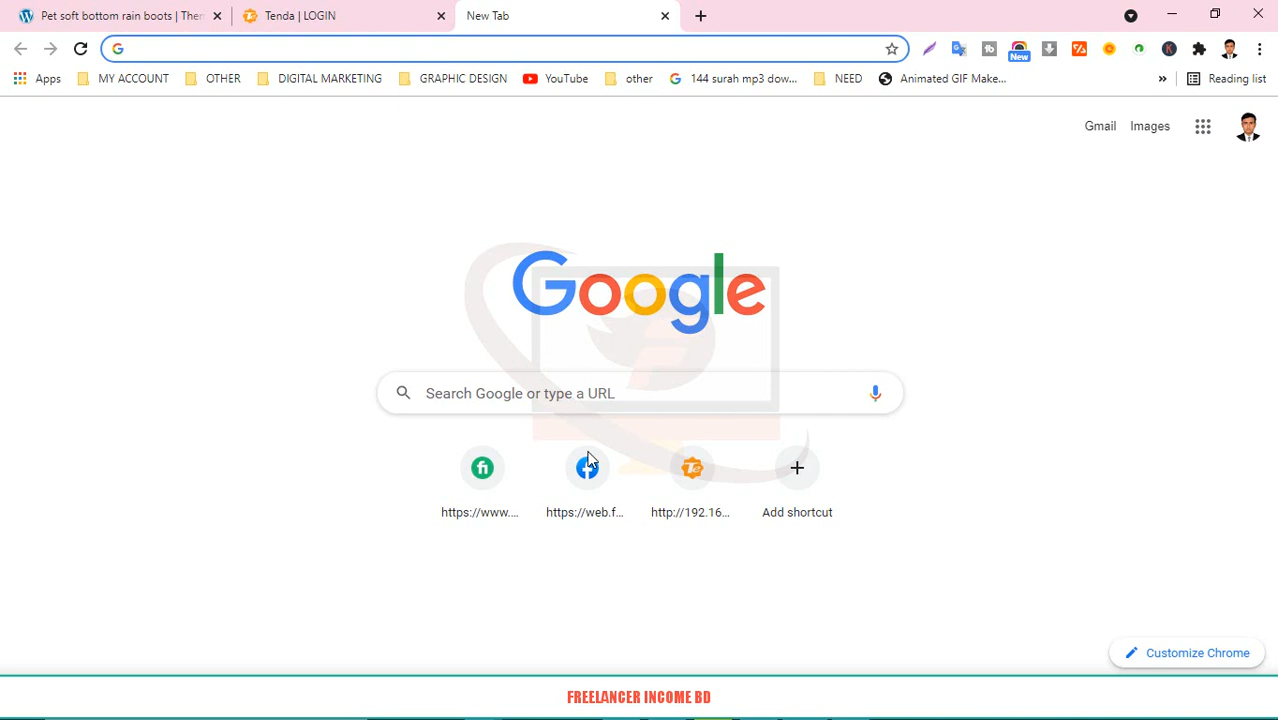 Pet soft bottom rain boots | Then
Tenda | LOGIN
New Tab
New
Apps
MY ACCOUNT
OTHER
DIGITAL MARKETING
GRAPHIC DESIGN
YouTube
other
144 surah mp3 dow...
NEED
Animated GIF Make...
»
Reading list
Gmail
Images
Google
Search Google or type a URL
https://www....
https://web.f...
http://192.16...
Add shortcut
Customize Chrome
FREELANCER INCOME BD